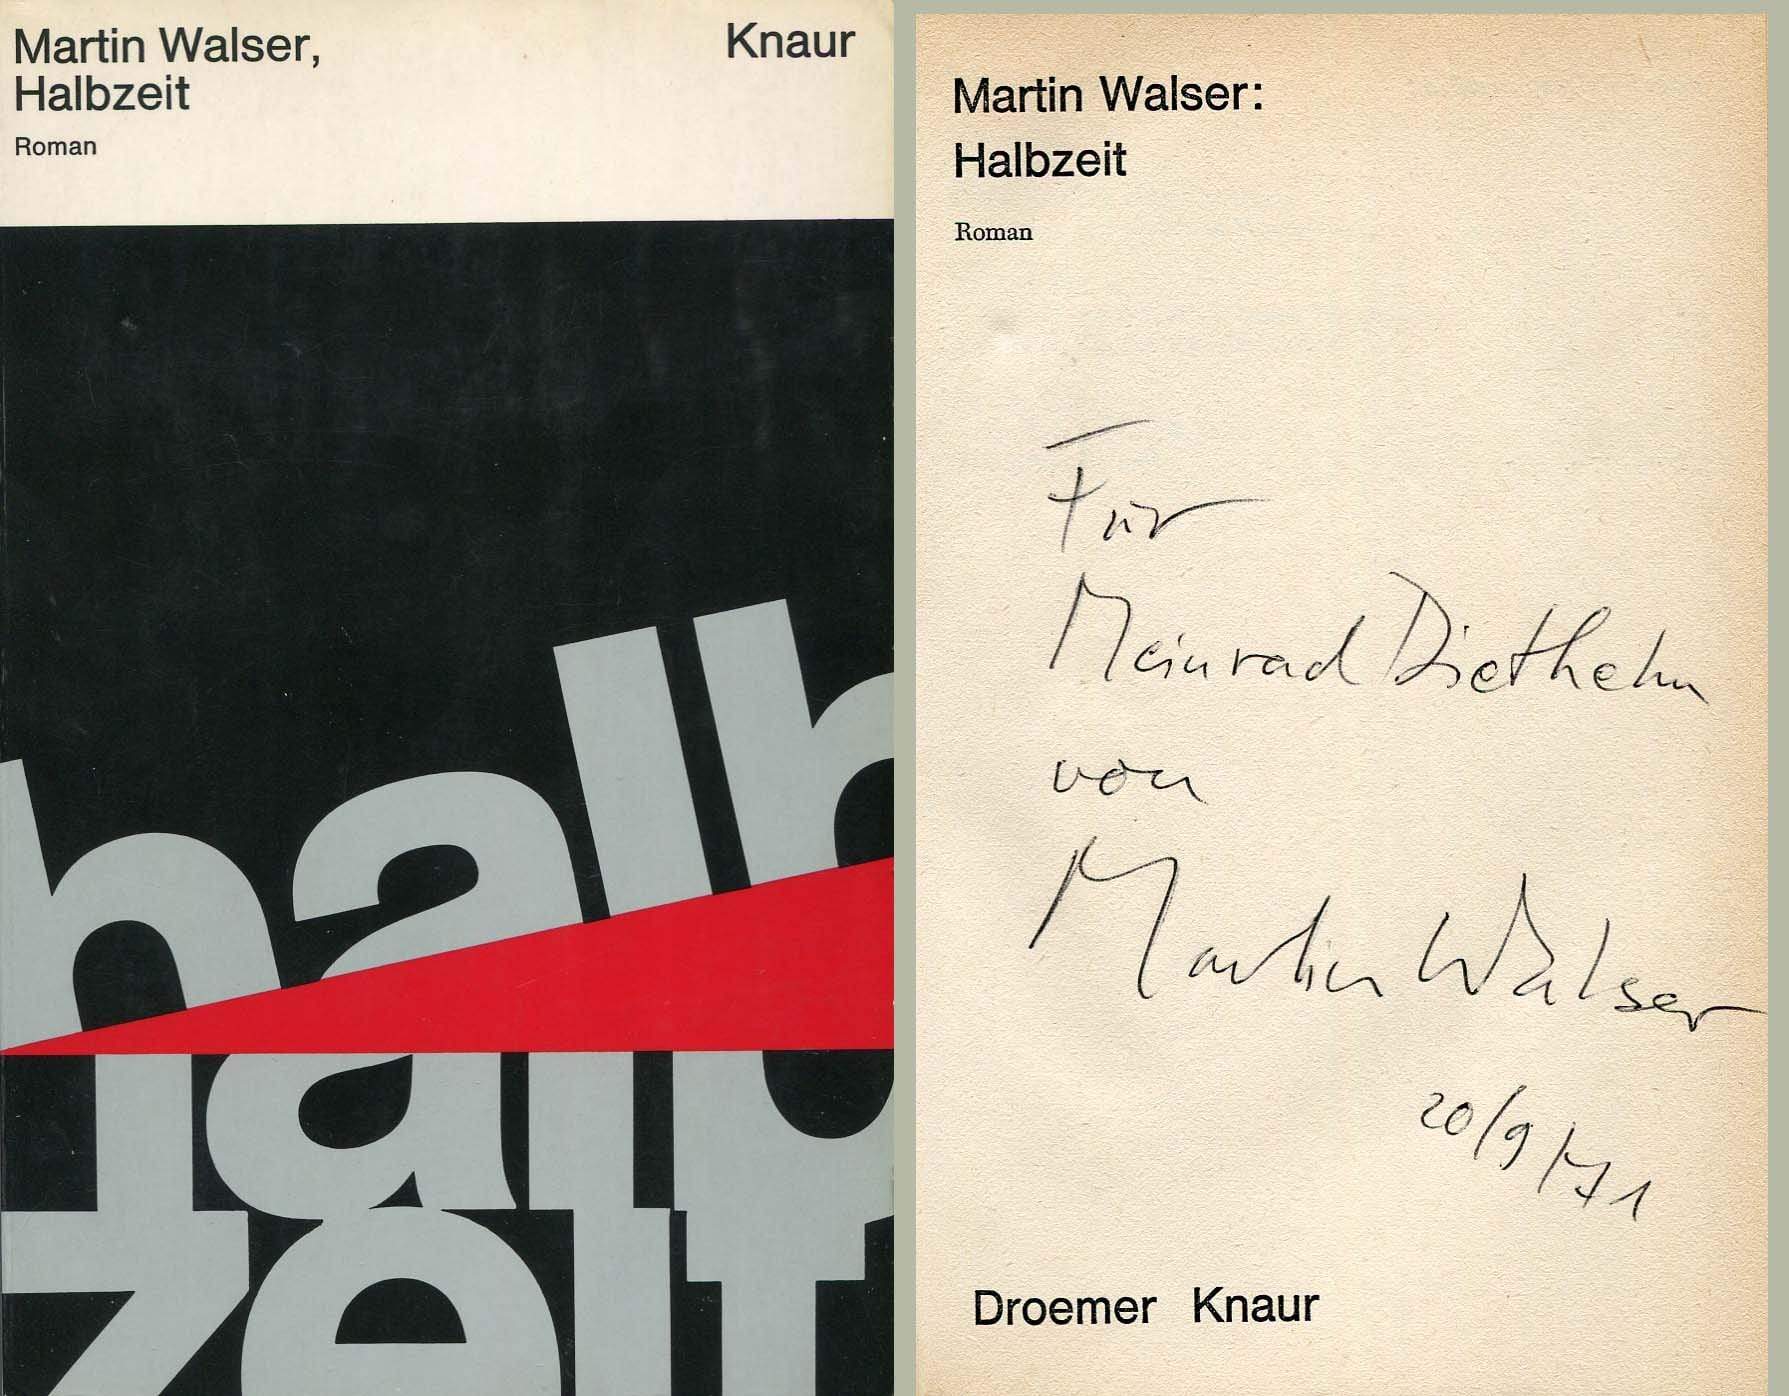 Martin Walser,
Halbzeit
Roman
Knaur
halb
halb
zeit
Martin Walser:
Halbzeit
Roman
Für
Meinrad Diethelm
von
Martin Walser
20/9/71
Droemer Knaur